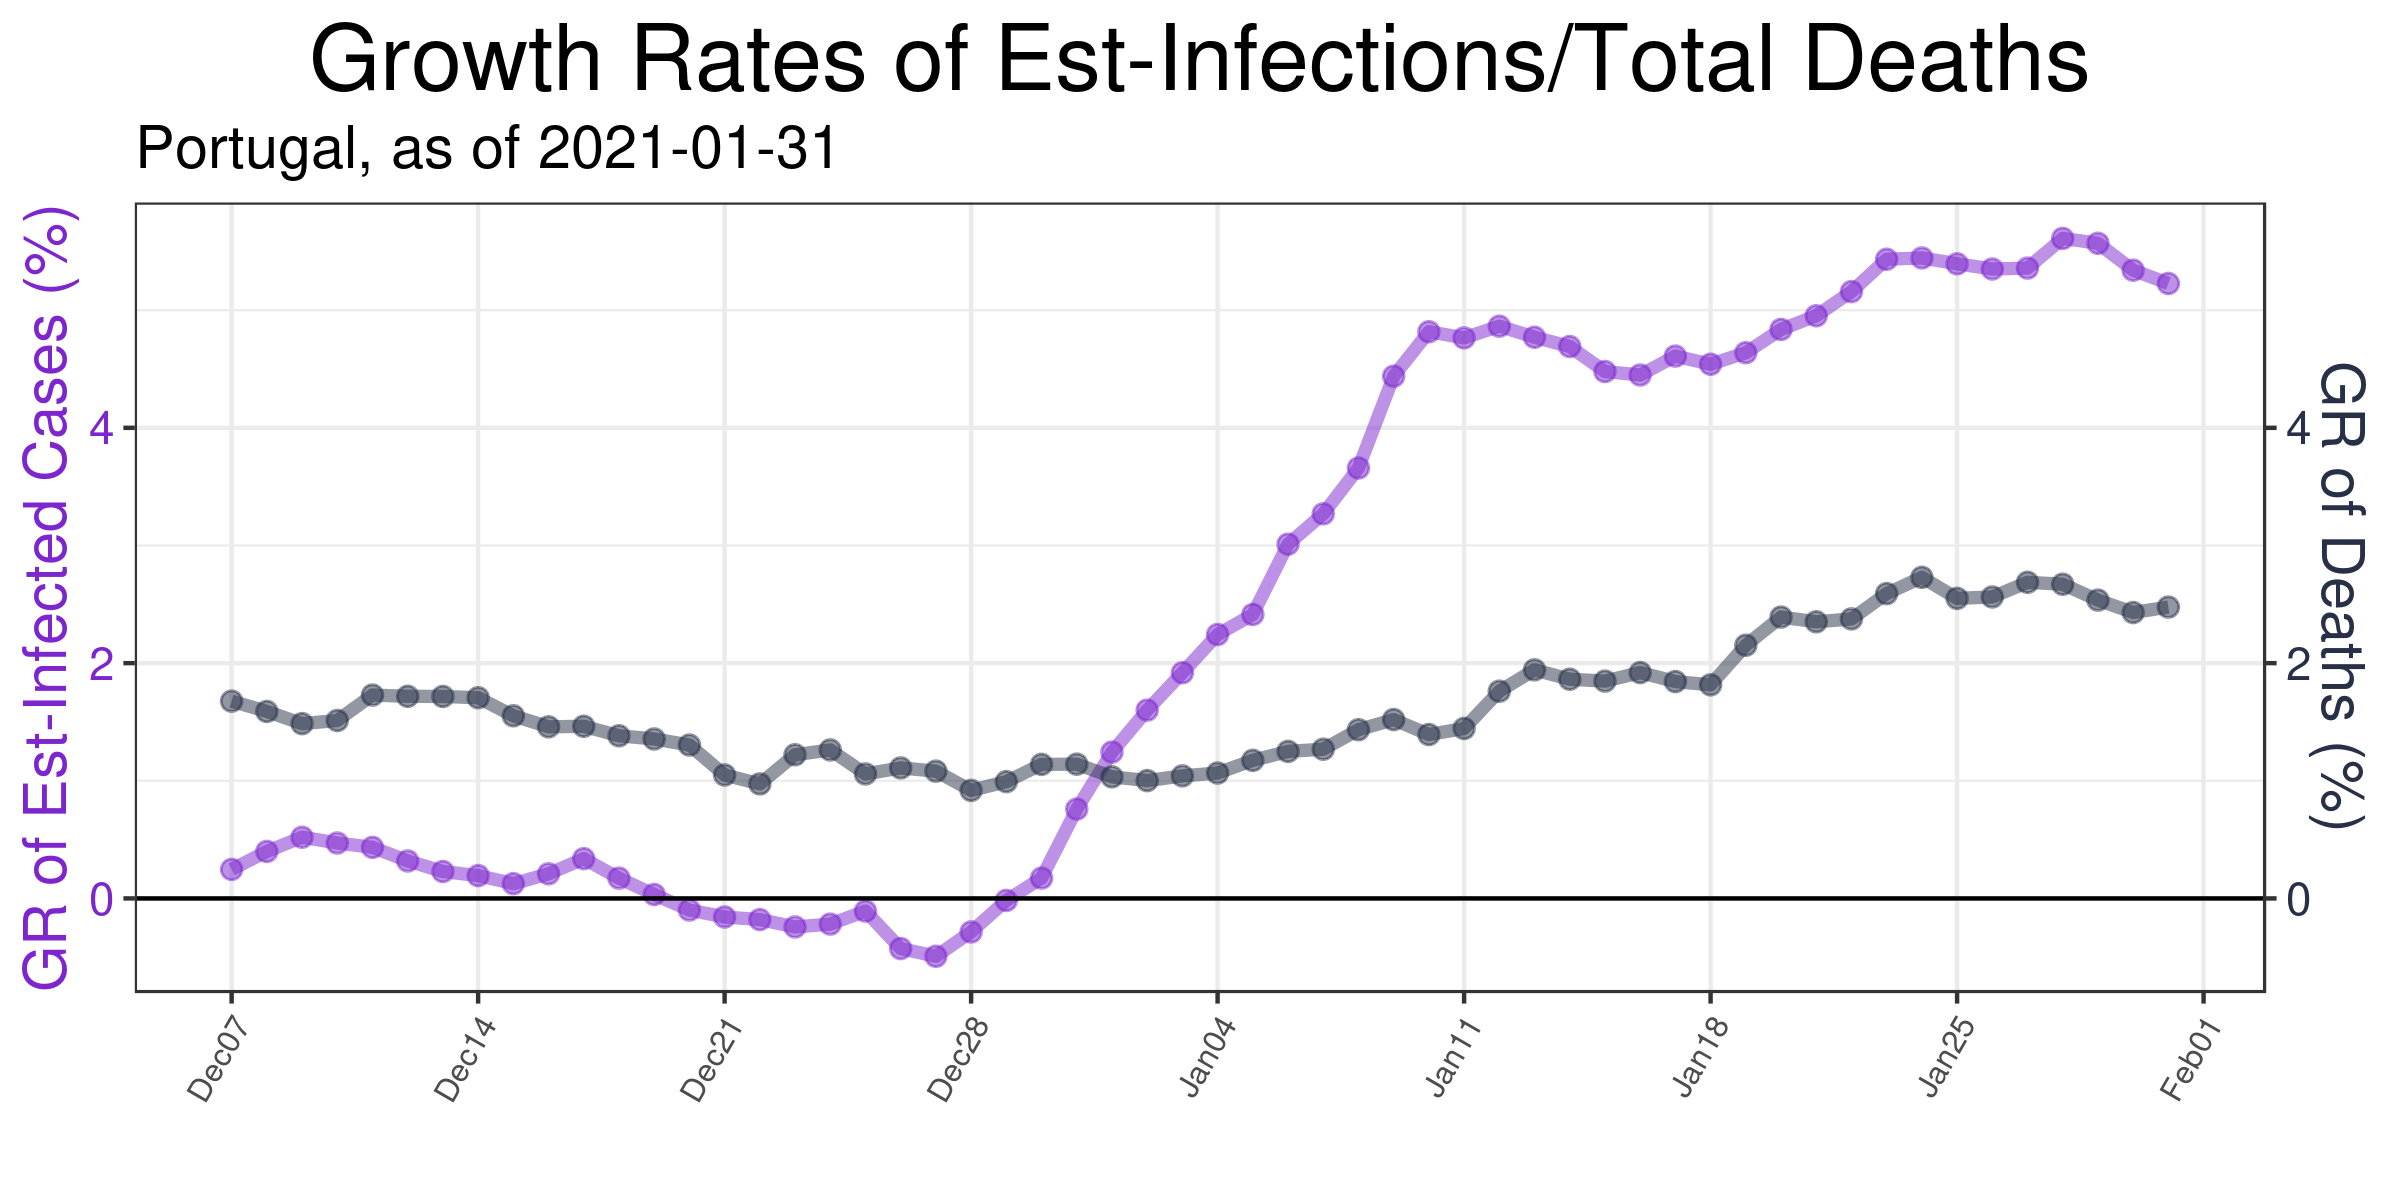 Growth Rates of Est-Infections/Total Deaths
Portugal, as of 2021-01-31
GR of Est-Infected Cases (%)
4
2
0
4
2
0
GR of Deaths (%)
Dec07
Dec14
Dec21
Dec28
Jan04
Jan11
Jan18
Jan25
Feb01